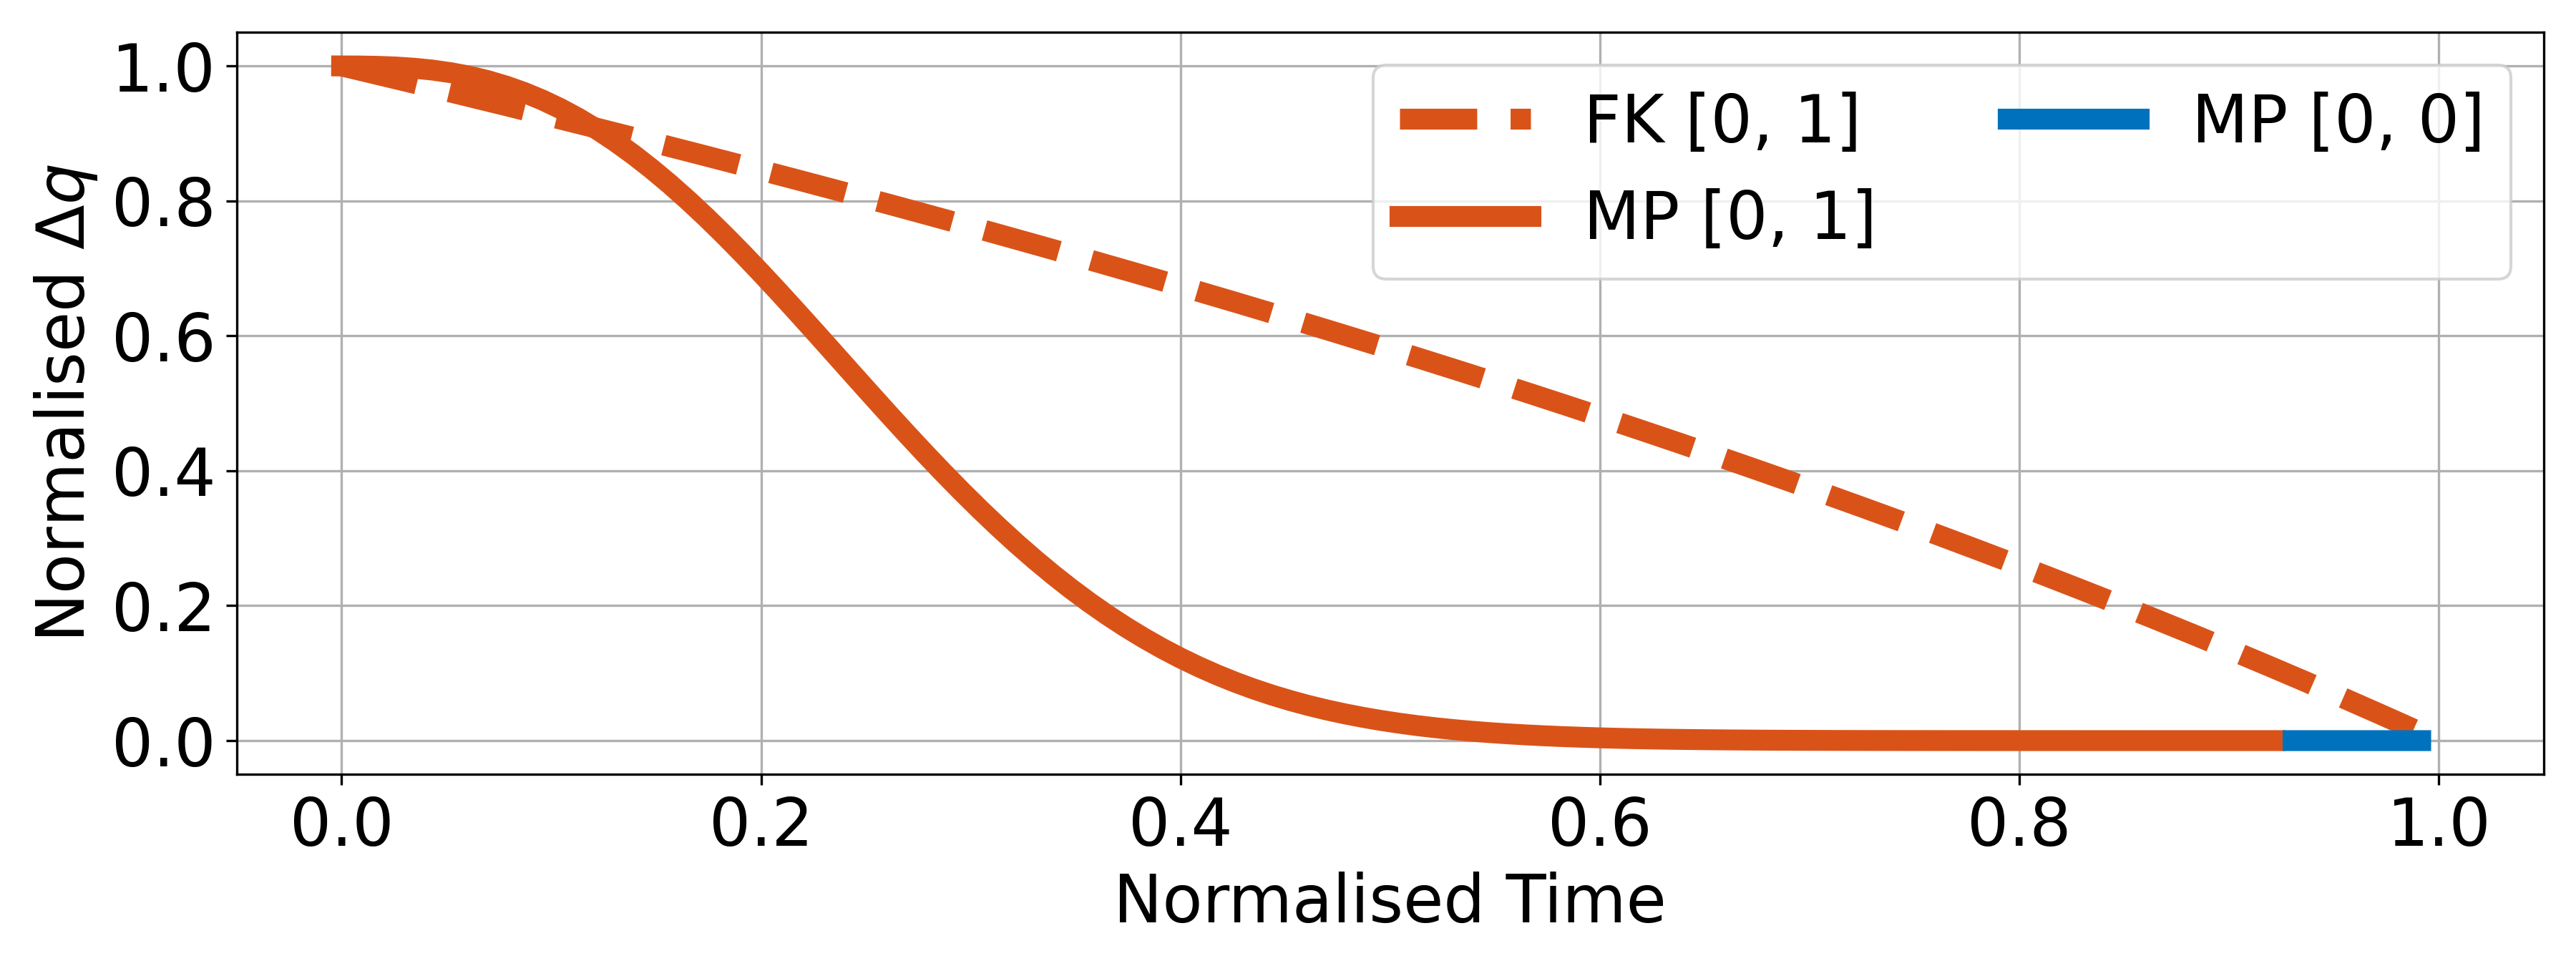 1.0
0.8
0.6
0.4
0.2
0.0
Normalised Δq
FK [0, 1]
MP [0, 1]
MP [0, 0]
0.0 0.2 0.4 0.6 0.8 1.0
Normalised Time